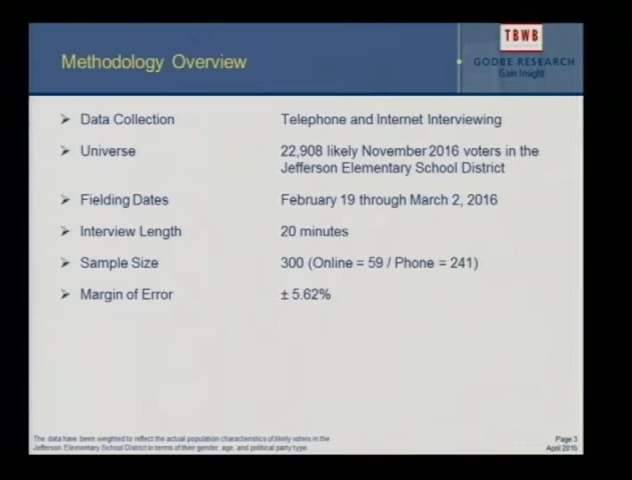 TBWB
Methodology Overview
GODBE RESEARCH
Gain Insight
Data Collection Telephone and Internet Interviewing
Universe 22,908 likely November 2016 voters in the
Jefferson Elementary School District
Fielding Dates February 19 through March 2, 2016
Interview Length 20 minutes
Sample Size 300 (Online = 59 / Phone = 241)
Margin of Error ± 5.62%
The data have been weighted to reflect the actual population characteristics of likely voters in the
Jefferson Elementary School District in terms of their gender, age, and political party type.
Page 3
April 2016